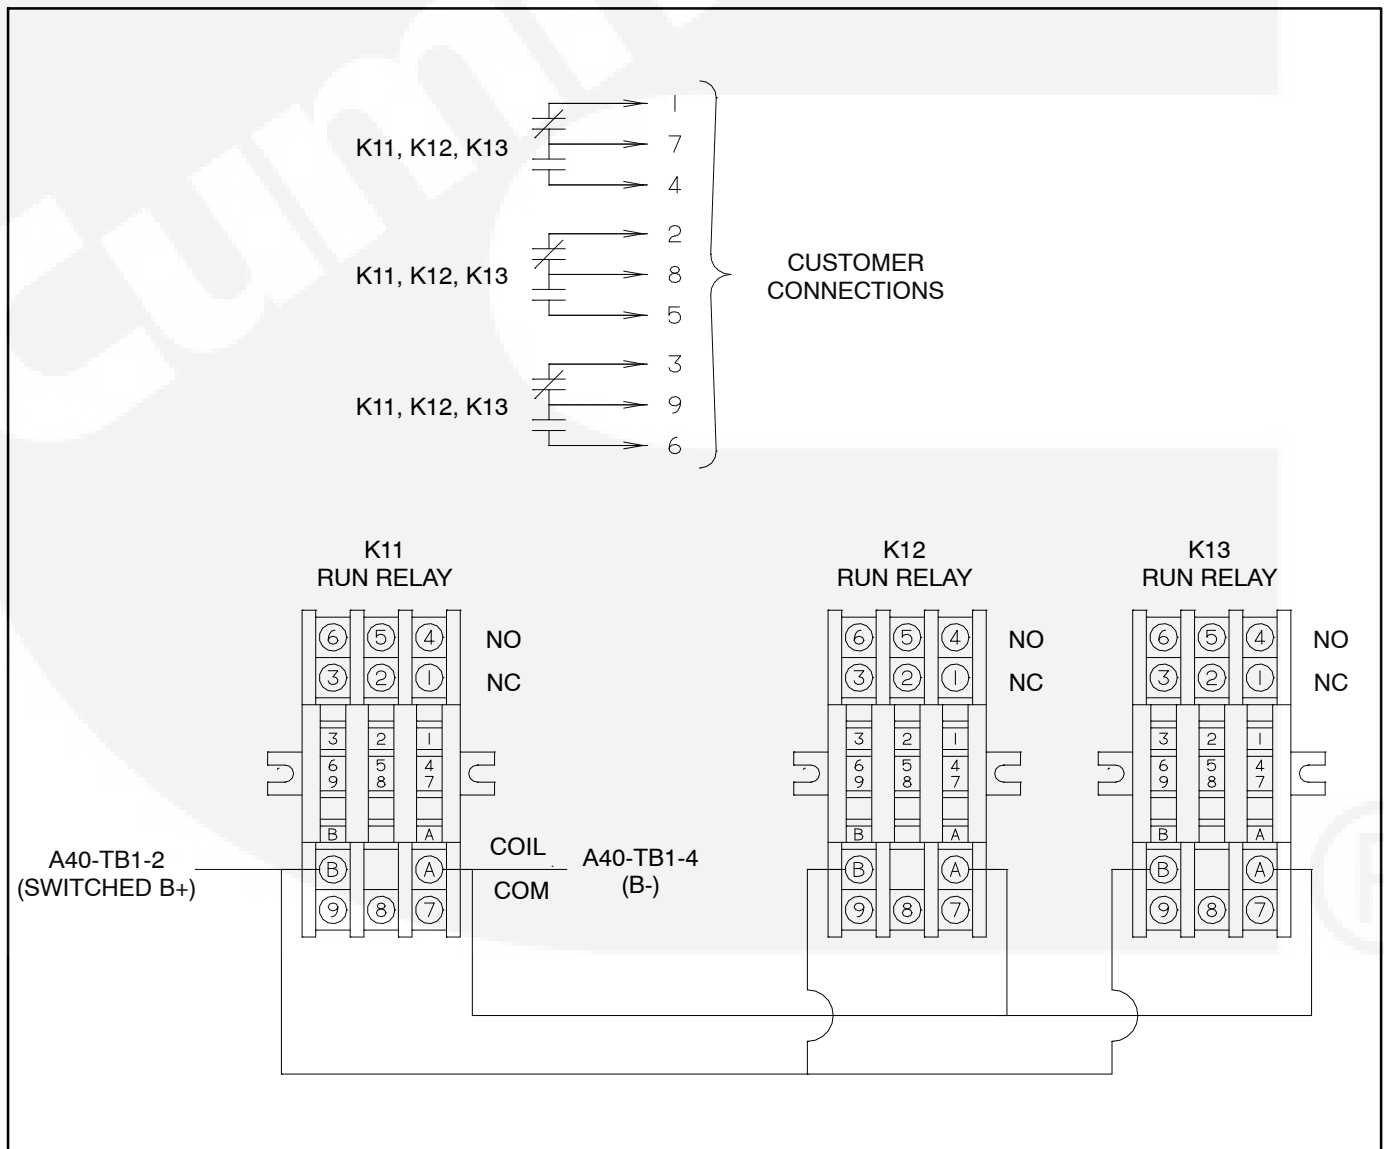 Cummins
1
K11, K12, K13
7
4
2
K11, K12, K13
8
5
3
K11, K12, K13
9
6
CUSTOMER
CONNECTIONS
K11
RUN RELAY
6 5 4 NO
3 2 1 NC
3 2 1
6 5 4
9 8 7
B A
A40-TB1-2
(SWITCHED B+)
B A
COIL
COM
A40-TB1-4
(B-)
9 8 7
K12
RUN RELAY
6 5 4 NO
3 2 1 NC
3 2 1
6 5 4
9 8 7
B A
B A
9 8 7
K13
RUN RELAY
6 5 4 NO
3 2 1 NC
3 2 1
6 5 4
9 8 7
B A
B A
9 8 7
®